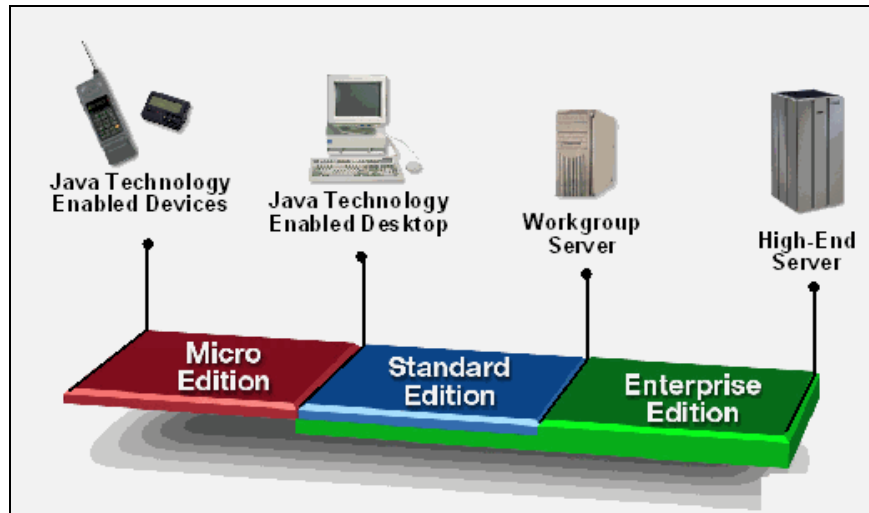 Java Technology
Enabled Devices
Java Technology
Enabled Desktop
Workgroup
Server
High-End
Server
Micro
Edition
Standard
Edition
Enterprise
Edition